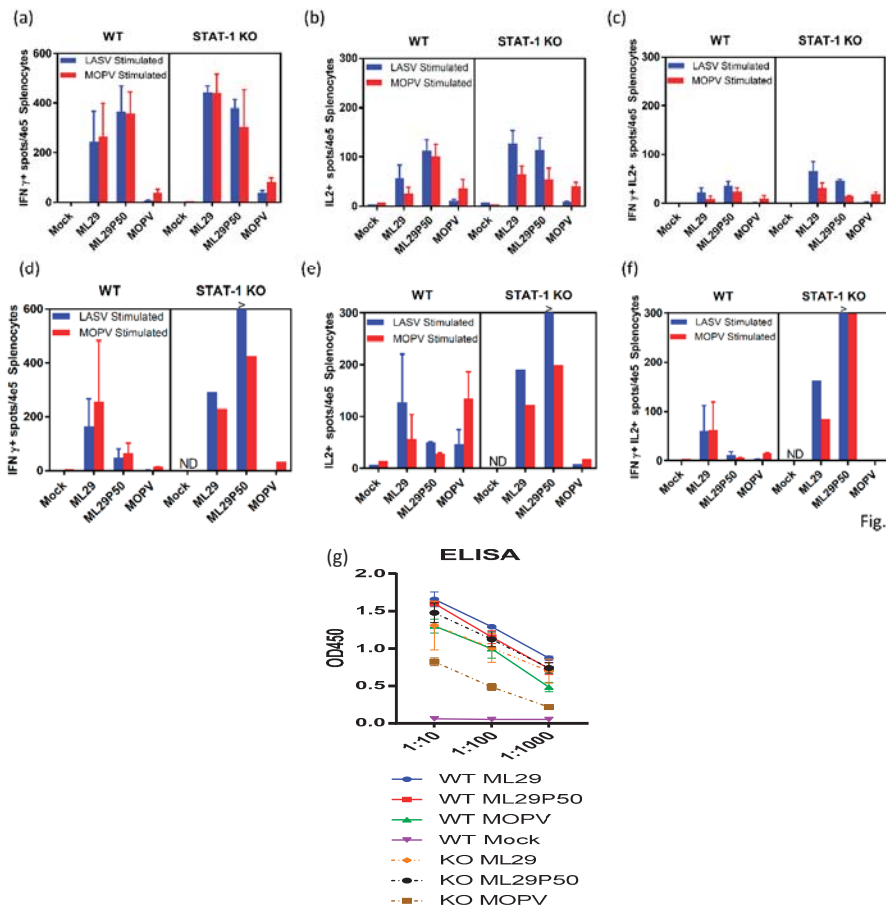 (a)
WT STAT-1 KO
IFN γ+ spots/4e5 Splenocytes
600
400
200
0
LASV Stimulated
MOPV Stimulated
Mock ML29 ML29P50 MOPV Mock ML29 ML29P50 MOPV
(b)
WT STAT-1 KO
IL2+ spots/4e5 Splenocytes
300
200
100
0
LASV Stimulated
MOPV Stimulated
Mock ML29 ML29P50 MOPV Mock ML29 ML29P50 MOPV
(c)
WT STAT-1 KO
IFN γ+ IL2+ spots/4e5 Splenocytes
300
200
100
0
LASV Stimulated
MOPV Stimulated
Mock ML29 ML29P50 MOPV Mock ML29 ML29P50 MOPV
(d)
WT STAT-1 KO
IFN γ+ spots/4e5 Splenocytes
600
400
200
0
LASV Stimulated
MOPV Stimulated
>
ND
Mock ML29 ML29P50 MOPV Mock ML29 ML29P50 MOPV
(e)
WT STAT-1 KO
IL2+ spots/4e5 Splenocytes
300
200
100
0
LASV Stimulated
MOPV Stimulated
>
ND
Mock ML29 ML29P50 MOPV Mock ML29 ML29P50 MOPV
(f)
WT STAT-1 KO
IFN γ+ IL2+ spots/4e5 Splenocytes
300
200
100
0
LASV Stimulated
MOPV Stimulated
>
ND
Mock ML29 ML29P50 MOPV Mock ML29 ML29P50 MOPV
Fig.
(g)
ELISA
OD450
2.0
1.5
1.0
0.5
0.0
1:10 1:100 1:1000
WT ML29
WT ML29P50
WT MOPV
WT Mock
KO ML29
KO ML29P50
KO MOPV